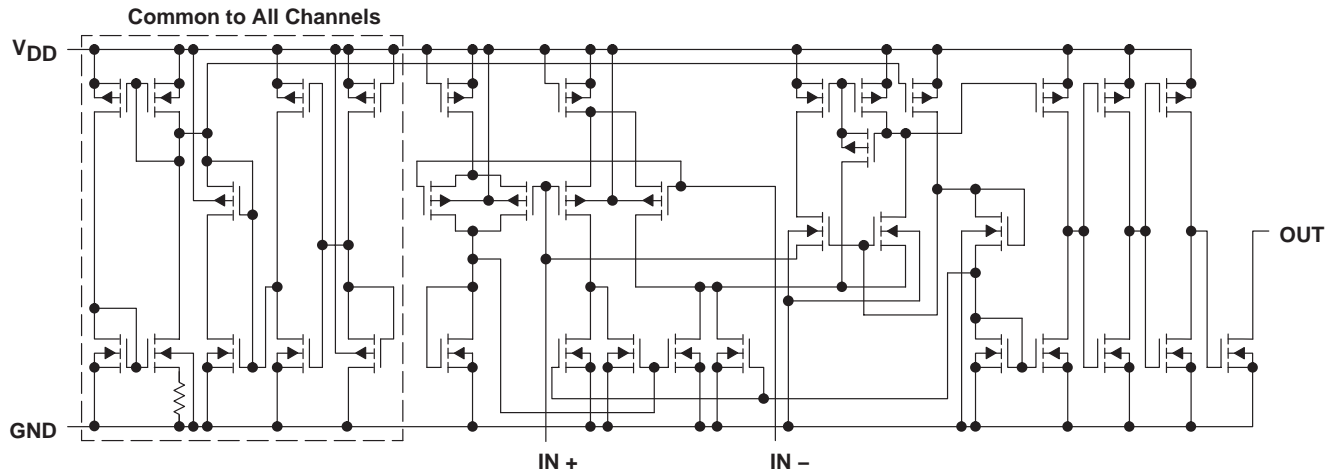 Common to All Channels
VDD
OUT
GND
IN +
IN –